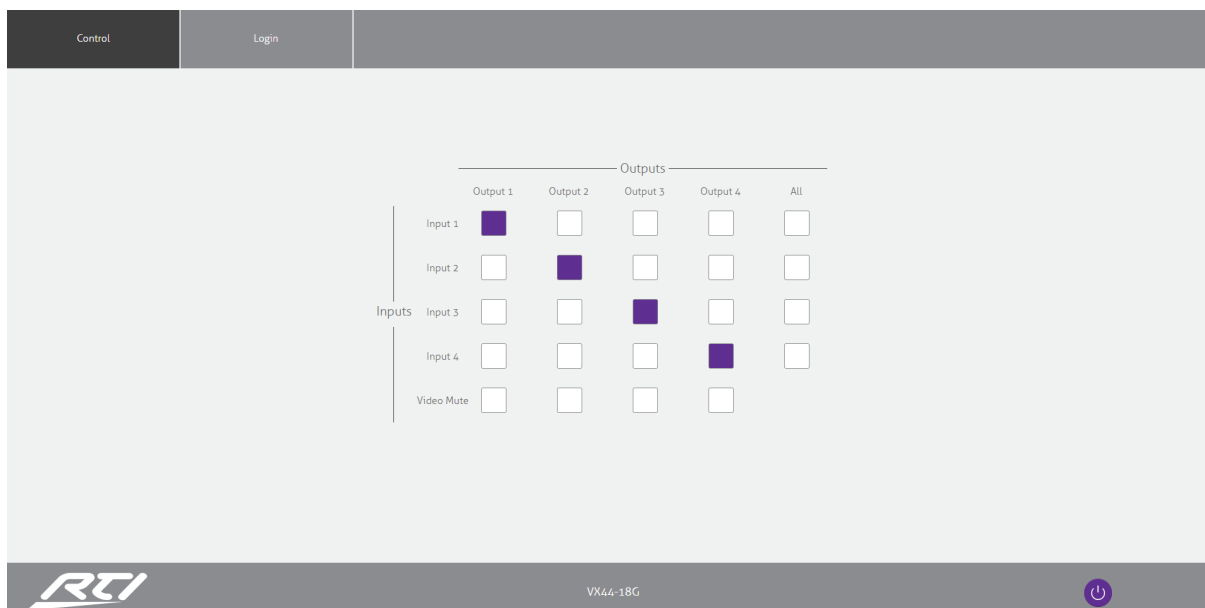 Control Login
Outputs
Output 1 Output 2 Output 3 Output 4 All
Input 1
Input 2
Inputs Input 3
Input 4
Video Mute
RTI VX44-18G